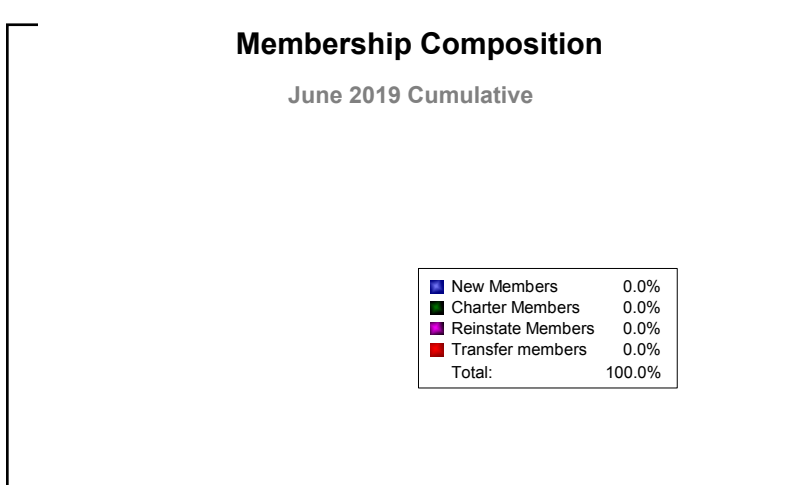 Membership Composition
June 2019 Cumulative
New Members 0.0%
Charter Members 0.0%
Reinstate Members 0.0%
Transfer members 0.0%
Total: 100.0%